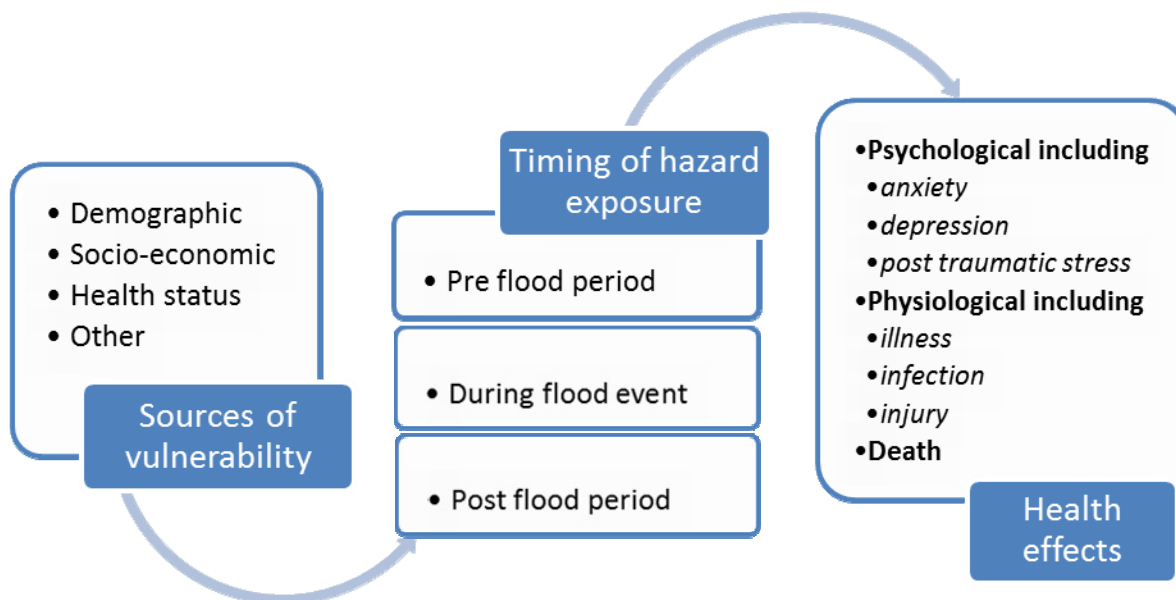 • Demographic
• Socio-economic
• Health status
• Other
Sources of
vulnerability
Timing of hazard
exposure
• Pre flood period
• During flood event
• Post flood period
•Psychological including
•anxiety
•depression
•post traumatic stress
•Physiological including
•illness
•infection
•injury
•Death
Health
effects